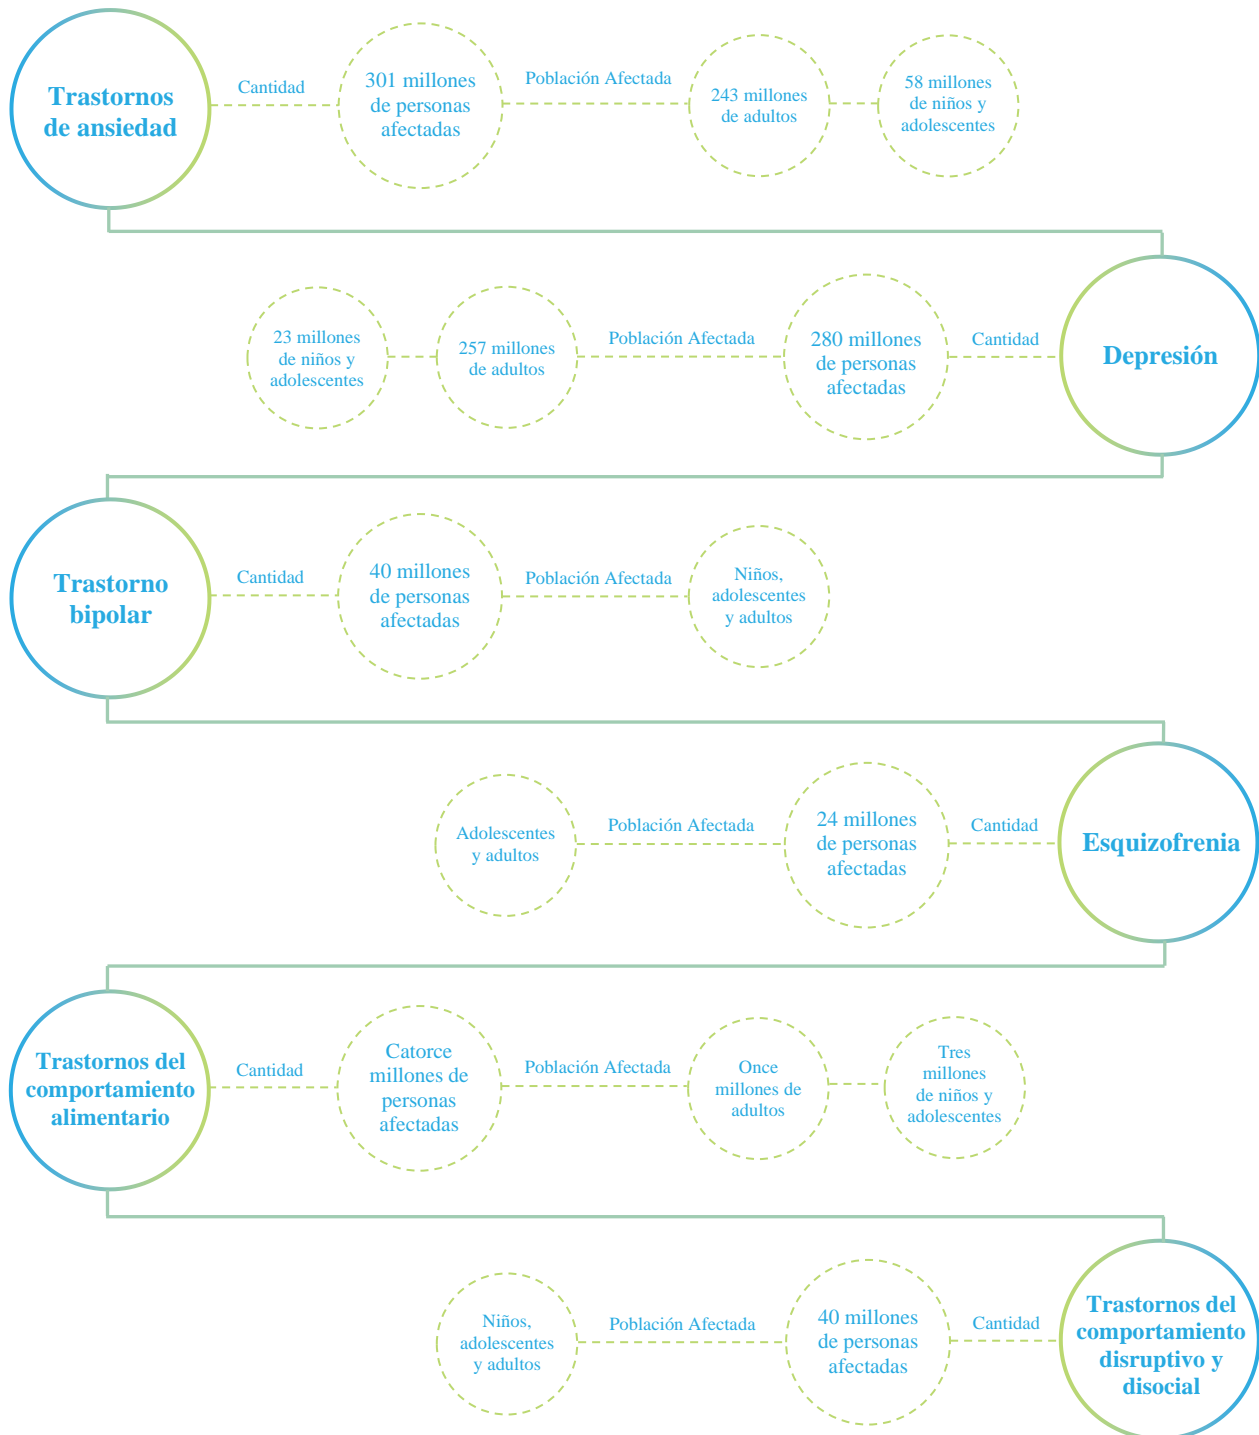 Trastornos
de ansiedad
Cantidad
301 millones
de personas
afectadas
Población Afectada
243 millones
de adultos
58 millones
de niños y
adolescentes
23 millones
de niños y
adolescentes
257 millones
de adultos
Población Afectada
280 millones
de personas
afectadas
Cantidad
Depresión
Trastorno
bipolar
Cantidad
40 millones
de personas
afectadas
Población Afectada
Niños,
adolescentes
y adultos
Adolescentes
y adultos
Población Afectada
24 millones
de personas
afectadas
Cantidad
Esquizofrenia
Trastornos del
comportamiento
alimentario
Cantidad
Catorce
millones de
personas
afectadas
Población Afectada
Once
millones de
adultos
Tres
millones
de niños y
adolescentes
Niños,
adolescentes
y adultos
Población Afectada
40 millones
de personas
afectadas
Cantidad
Trastornos del
comportamiento
disruptivo y
disocial